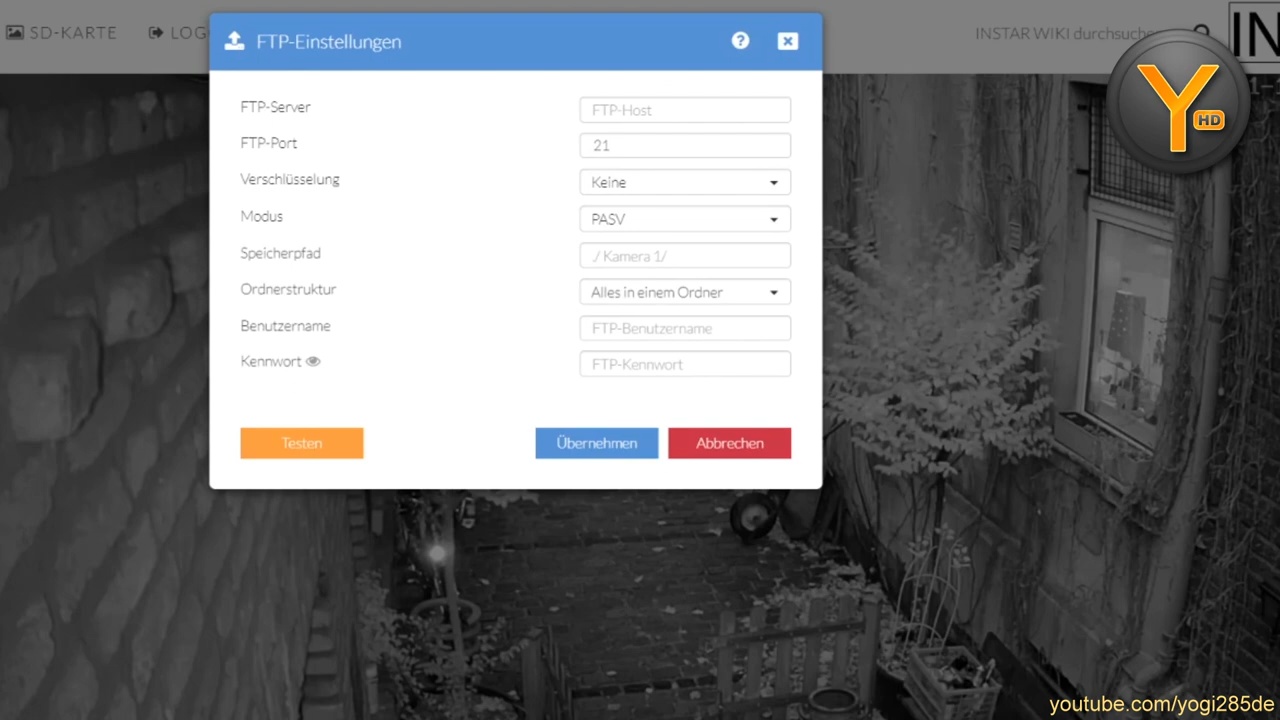 SD-KARTE
LOG
INSTAR WIKI durchsuche
IN
FTP-Einstellungen
Y HD
FTP-Server
FTP-Host
FTP-Port
21
Verschlüsselung
Keine
Modus
PASV
Speicherpfad
./ Kamera 1/
Ordnerstruktur
Alles in einem Ordner
Benutzername
FTP-Benutzername
Kennwort
FTP-Kennwort
Testen
Übernehmen
Abbrechen
youtube.com/yogi285de